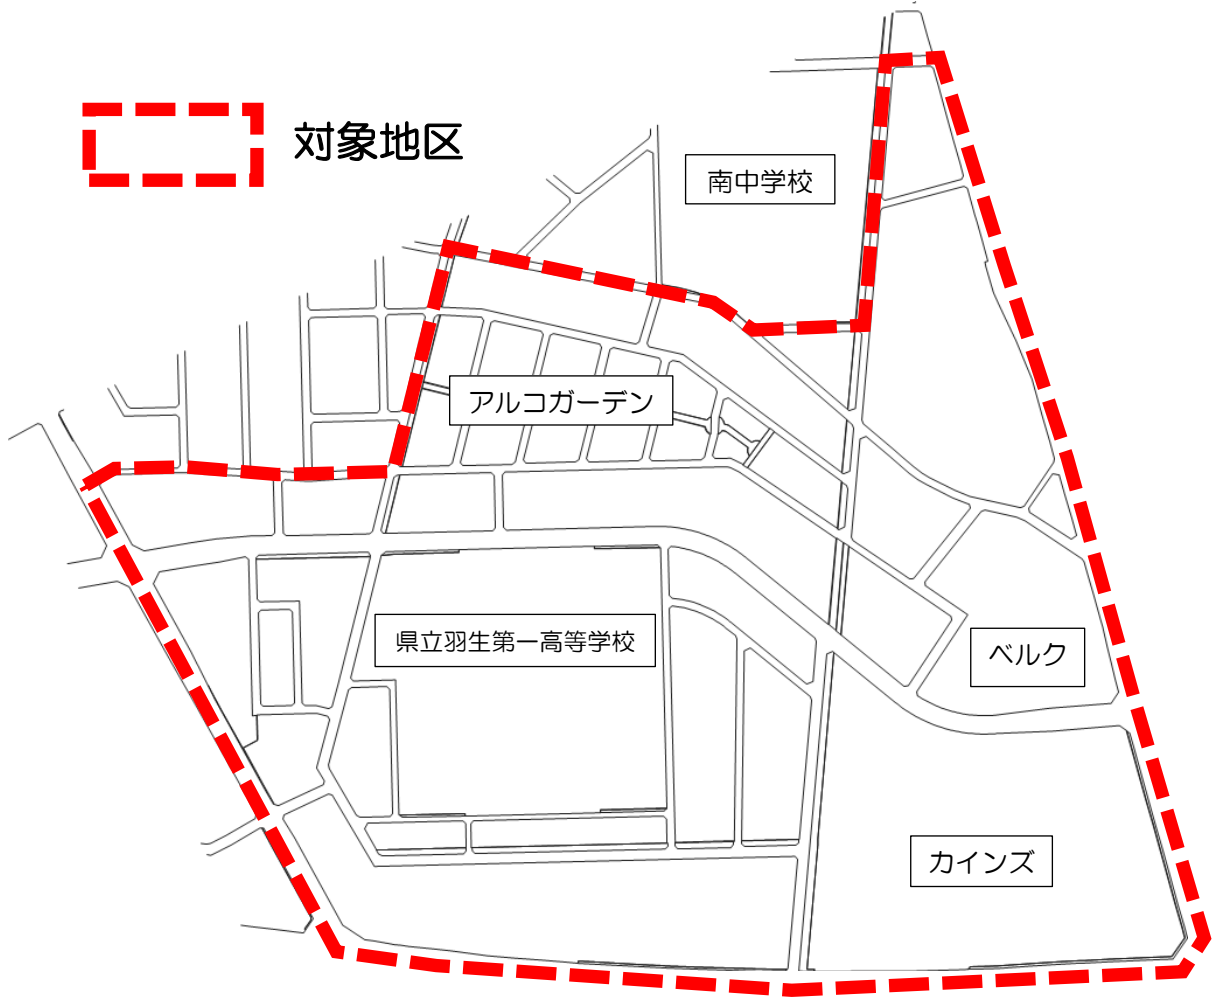 対象地区
南中学校
アルコガーデン
県立羽生第一高等学校
ベルク
カインズ